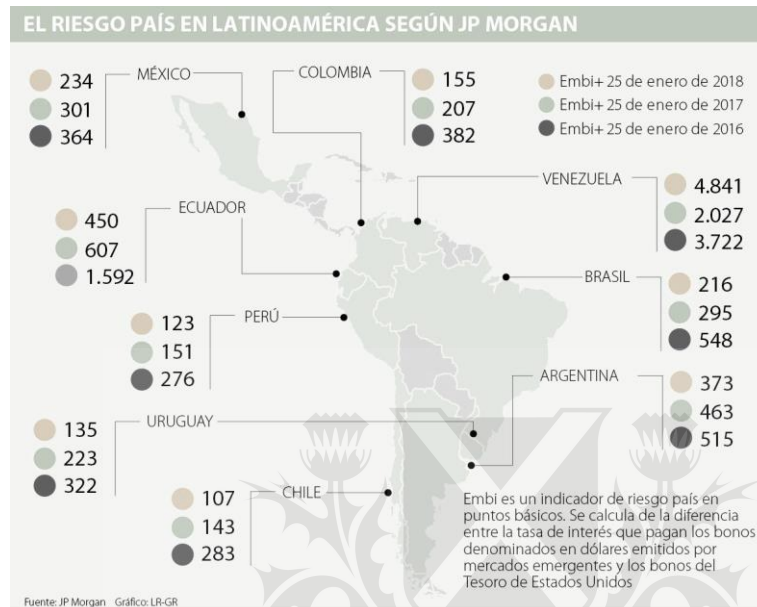 EL RIESGO PAÍS EN LATINOAMÉRICA SEGÚN JP MORGAN
MÉXICO
234
301
364
COLOMBIA
155
207
382
Embi+ 25 de enero de 2018
Embi+ 25 de enero de 2017
Embi+ 25 de enero de 2016
VENEZUELA
4.841
2.027
3.722
ECUADOR
450
607
1.592
BRASIL
216
295
548
PERÚ
123
151
276
ARGENTINA
373
463
515
URUGUAY
135
223
322
CHILE
107
143
283
Embi es un indicador de riesgo país en
puntos básicos. Se calcula de la diferencia
entre la tasa de interés que pagan los bonos
denominados en dólares emitidos por
mercados emergentes y los bonos del
Tesoro de Estados Unidos
Fuente: JP Morgan Gráfico: LR-GR